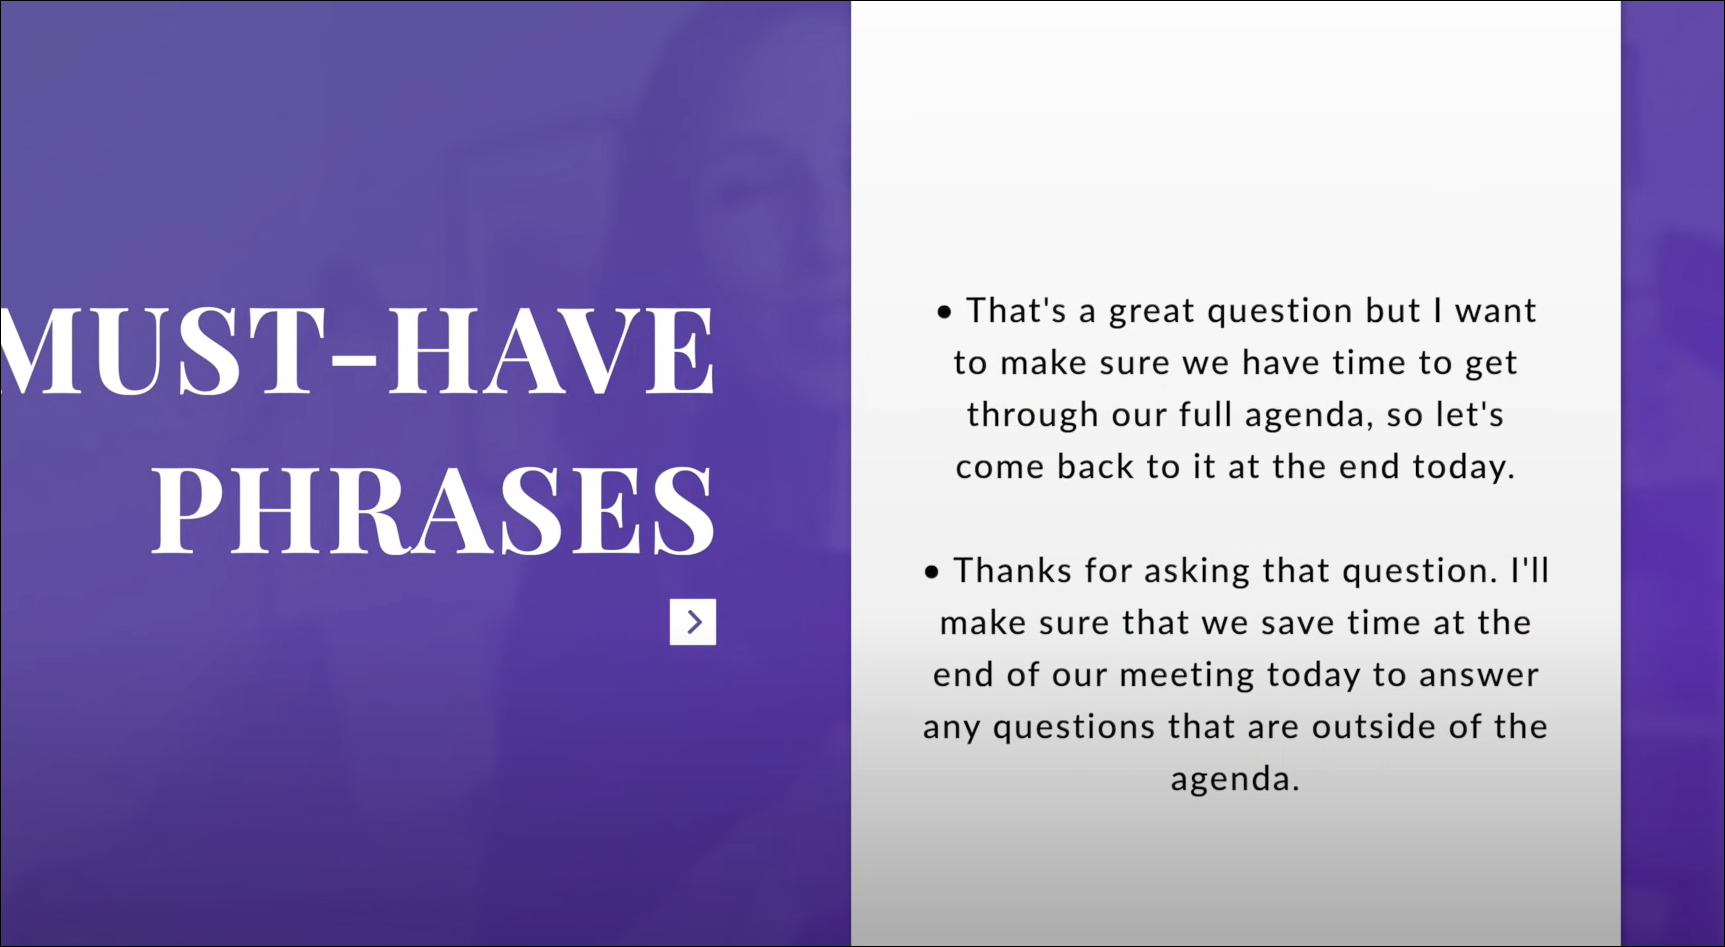 MUST-HAVE
PHRASES
• That's a great question but I want
to make sure we have time to get
through our full agenda, so let's
come back to it at the end today.
• Thanks for asking that question. I'll
make sure that we save time at the
end of our meeting today to answer
any questions that are outside of the
agenda.